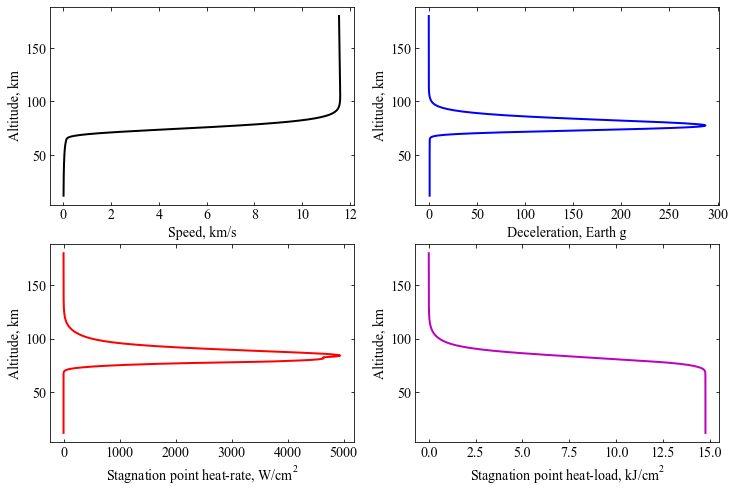 150
100
50
Altitude, km
0 2 4 6 8 10 12
Speed, km/s
150
100
50
Altitude, km
0 50 100 150 200 250 300
Deceleration, Earth g
150
100
50
Altitude, km
0 1000 2000 3000 4000 5000
Stagnation point heat-rate, W/cm²
150
100
50
Altitude, km
0.0 2.5 5.0 7.5 10.0 12.5 15.0
Stagnation point heat-load, kJ/cm²